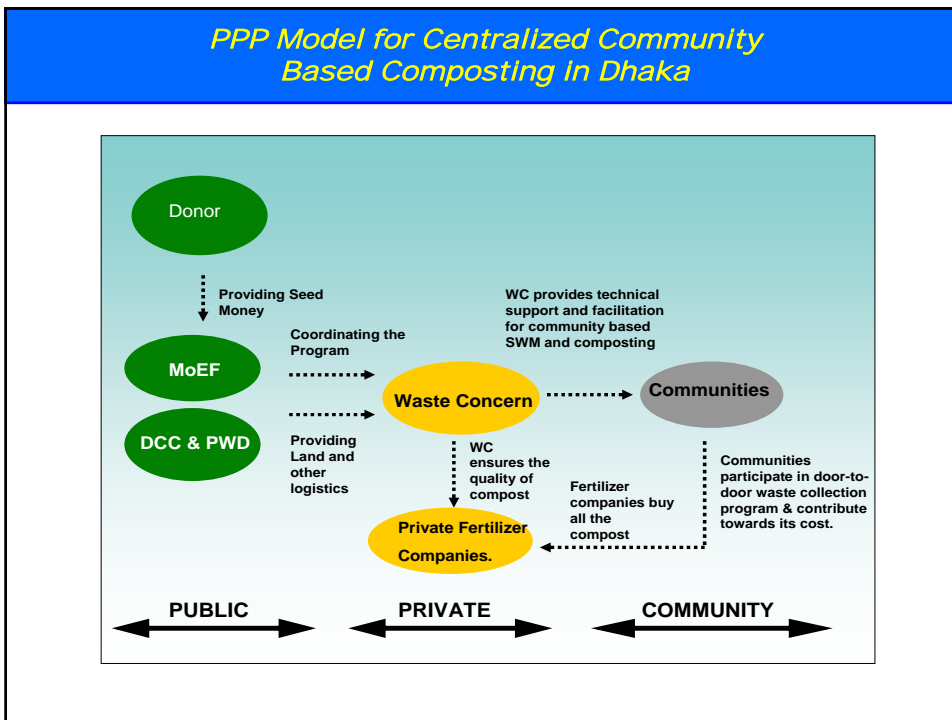 PPP Model for Centralized Community
Based Composting in Dhaka
Donor
Providing Seed
Money
WC provides technical
support and facilitation
for community based
SWM and composting
Coordinating the
Program
MoEF
Waste Concern
Communities
DCC & PWD
Providing
Land and
other
logistics
WC
ensures the
quality of
compost
Fertilizer
companies buy
all the
compost
Communities
participate in door-to-
door waste collection
program & contribute
towards its cost.
Private Fertilizer
Companies.
PUBLIC
PRIVATE
COMMUNITY